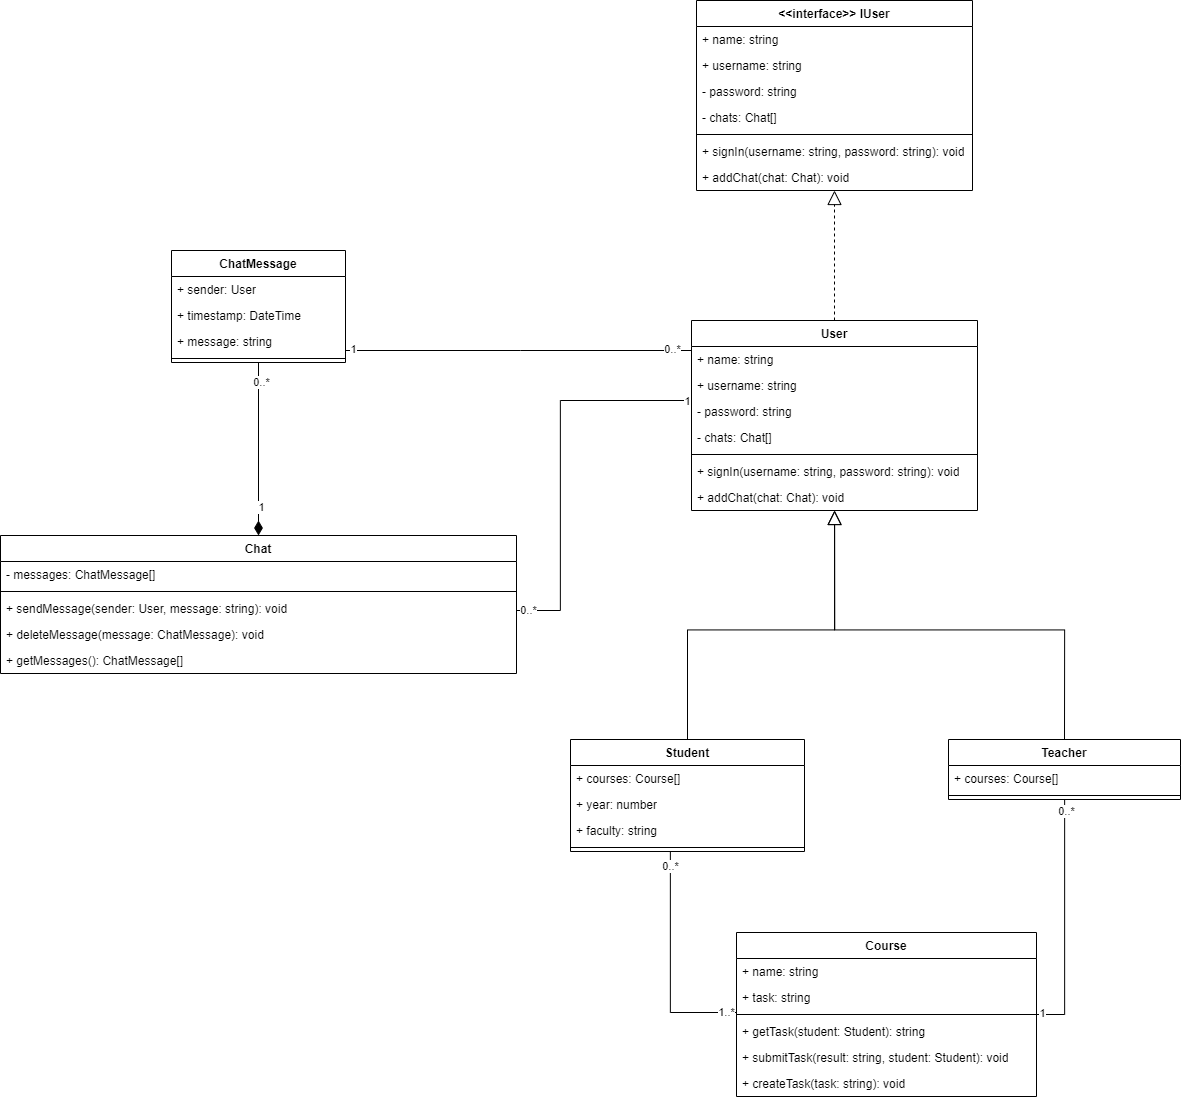 <<interface>> IUser
+ name: string
+ username: string
- password: string
- chats: Chat[]
+ signIn(username: string, password: string): void
+ addChat(chat: Chat): void
ChatMessage
+ sender: User
+ timestamp: DateTime
+ message: string
1
0..*
0..*
1
User
+ name: string
+ username: string
- password: string
- chats: Chat[]
+ signIn(username: string, password: string): void
+ addChat(chat: Chat): void
1
0..*
Chat
- messages: ChatMessage[]
+ sendMessage(sender: User, message: string): void
+ deleteMessage(message: ChatMessage): void
+ getMessages(): ChatMessage[]
Student
+ courses: Course[]
+ year: number
+ faculty: string
0..*
Teacher
+ courses: Course[]
0..*
1..*
1
Course
+ name: string
+ task: string
+ getTask(student: Student): string
+ submitTask(result: string, student: Student): void
+ createTask(task: string): void